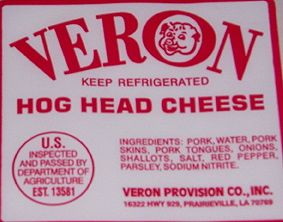 VERON
KEEP REFRIGERATED
HOG HEAD CHEESE
U.S.
INSPECTED
AND PASSED BY
DEPARTMENT OF
AGRICULTURE
EST. 13581
INGREDIENTS: PORK, WATER, PORK
SKINS, PORK TONGUES, ONIONS,
SHALLOTS, SALT, RED PEPPER,
PARSLEY, SODIUM NITRITE.
VERON PROVISION CO., INC.
16322 HWY 929, PRAIRIEVILLE, LA 70769